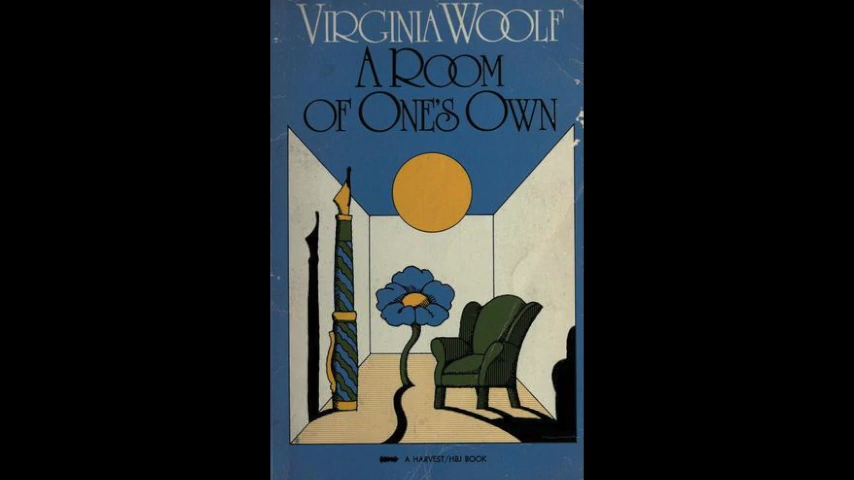 VIRGINIA WOOLF
A ROOM
OF ONE'S OWN
A HARVEST/HBJ BOOK